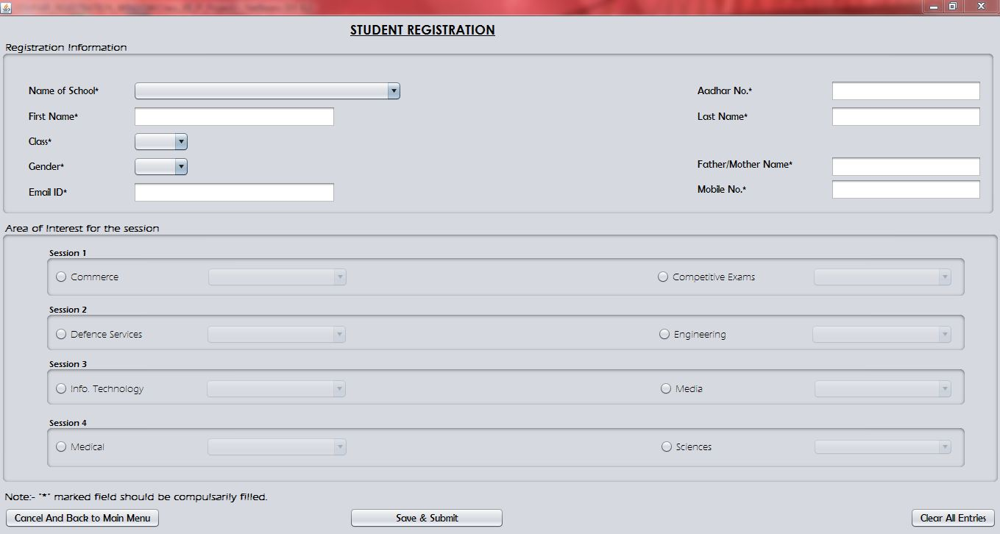 STUDENT REGISTRATION
Registration Information
Name of School* Aadhar No.*
First Name* Last Name*
Class*
Gender* Father/Mother Name*
Email ID* Mobile No.*
Area of Interest for the session
Session 1
Commerce Competitive Exams
Session 2
Defence Services Engineering
Session 3
Info. Technology Media
Session 4
Medical Sciences
Note:- "*" marked field should be compulsarily filled.
Cancel And Back to Main Menu Save & Submit Clear All Entries